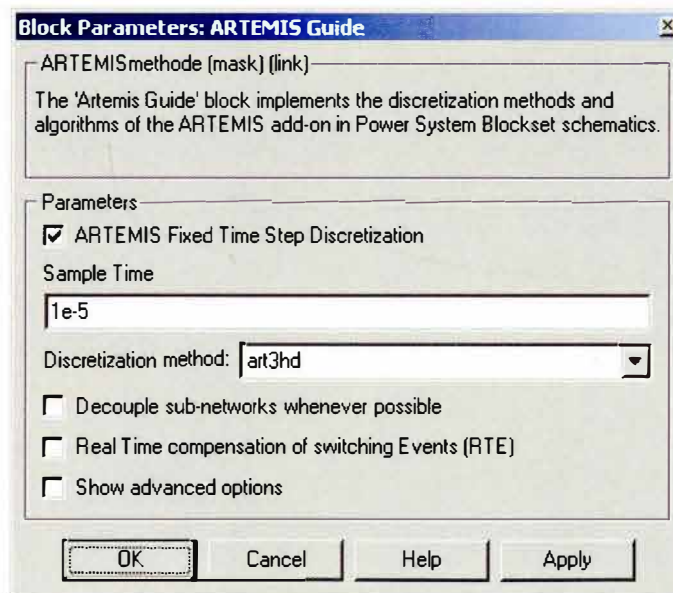 Block Parameters: ARTEMIS Guide
ARTEMISmethode (mask) (link)
The 'Artemis Guide' block implements the discretization methods and
algorithms of the ARTEMIS add-on in Power System Blockset schematics.
Parameters
ARTEMIS Fixed Time Step Discretization
Sample Time
1e-5
Discretization method: art3hd
Decouple sub-networks whenever possible
Real Time compensation of switching Events (RTE)
Show advanced options
OK Cancel Help Apply